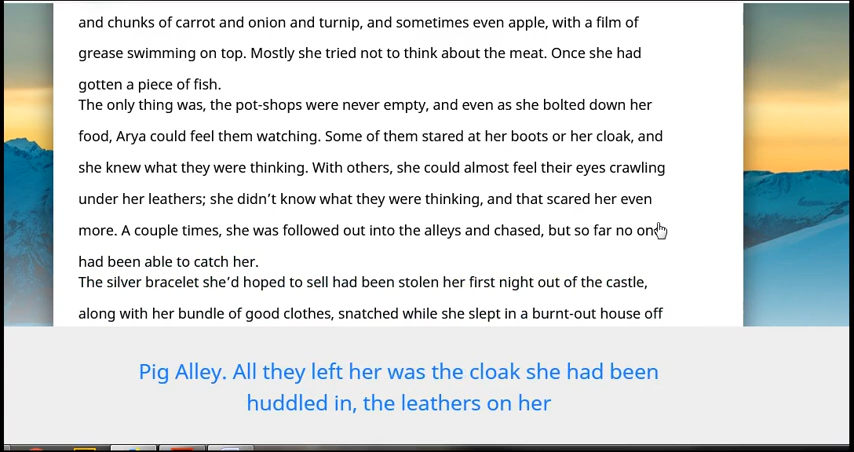 and chunks of carrot and onion and turnip, and sometimes even apple, with a film of
grease swimming on top. Mostly she tried not to think about the meat. Once she had
gotten a piece of fish.
The only thing was, the pot-shops were never empty, and even as she bolted down her
food, Arya could feel them watching. Some of them stared at her boots or her cloak, and
she knew what they were thinking. With others, she could almost feel their eyes crawling
under her leathers; she didn’t know what they were thinking, and that scared her even
more. A couple times, she was followed out into the alleys and chased, but so far no one
had been able to catch her.
The silver bracelet she’d hoped to sell had been stolen her first night out of the castle,
along with her bundle of good clothes, snatched while she slept in a burnt-out house off
Pig Alley. All they left her was the cloak she had been
huddled in, the leathers on her